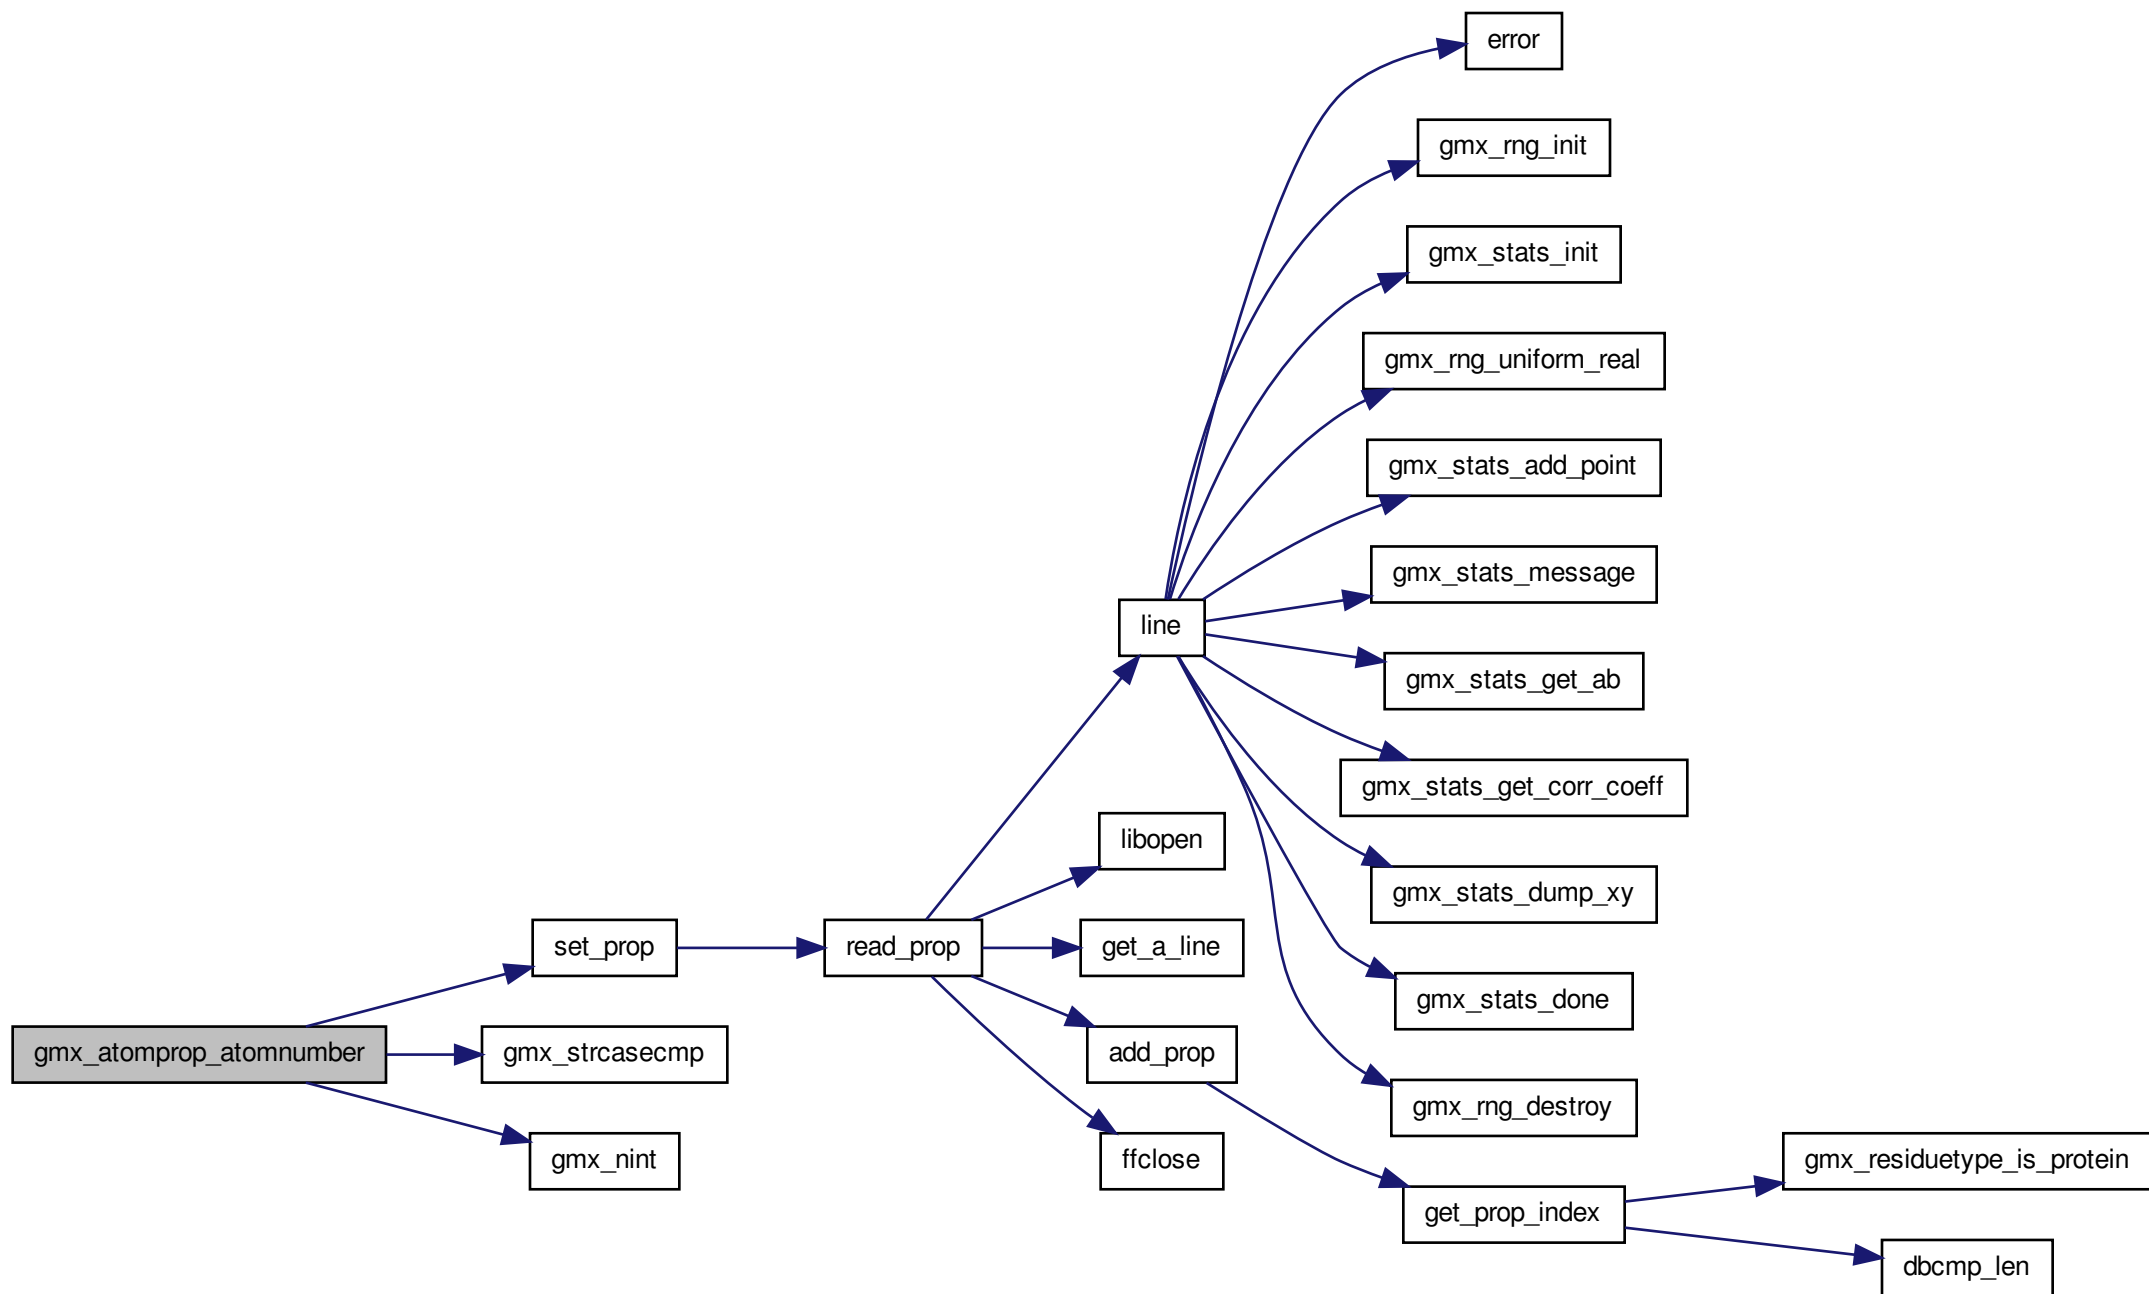 error
gmx_rng_init
gmx_stats_init
gmx_rng_uniform_real
gmx_stats_add_point
gmx_stats_message
line
gmx_stats_get_ab
gmx_stats_get_corr_coeff
libopen
gmx_stats_dump_xy
set_prop
read_prop
get_a_line
gmx_stats_done
gmx_atomprop_atomnumber
gmx_strcasecmp
add_prop
gmx_rng_destroy
gmx_nint
ffclose
gmx_residuetype_is_protein
get_prop_index
dbcmp_len